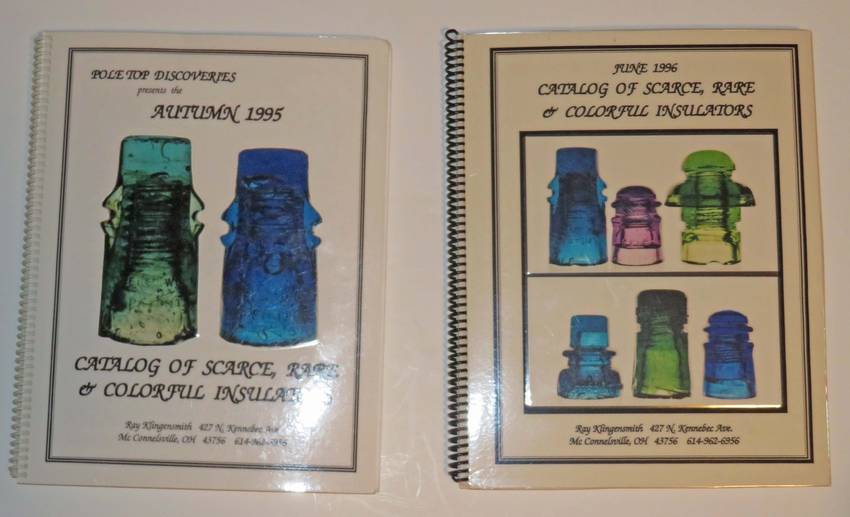 POLE TOP DISCOVERIES
presents the
AUTUMN 1995
CATALOG OF SCARCE, RARE
& COLORFUL INSULATORS
Ray Klingensmith 427 N. Kennebec Ave.
Mc Connelsville, OH 43756 614-962-6956
JUNE 1996
CATALOG OF SCARCE, RARE
& COLORFUL INSULATORS
Ray Klingensmith 427 N. Kennebec Ave.
Mc Connelsville, OH 43756 614-962-6956